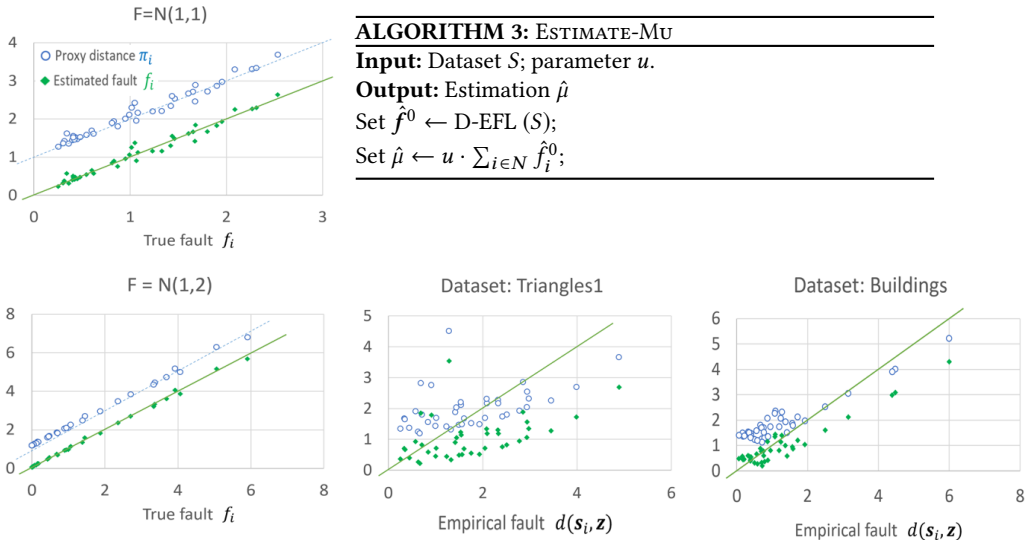 F=N(1,1)
4
3
2
1
0
Proxy distance πi
Estimated fault fi
0 1 2 3
True fault fi
ALGORITHM 3: Estimate-Mu
Input: Dataset S; parameter u.
Output: Estimation μ̂
Set f̂⁰ ← D-EFL (S);
Set μ̂ ← u · ∑i∈N f̂i⁰;
F = N(1,2)
8
6
4
2
0
0 2 4 6 8
True fault fi
Dataset: Triangles1
5
4
3
2
1
0
0 2 4 6
Empirical fault d(si, z)
Dataset: Buildings
6
5
4
3
2
1
0
0 2 4 6 8
Empirical fault d(si, z)